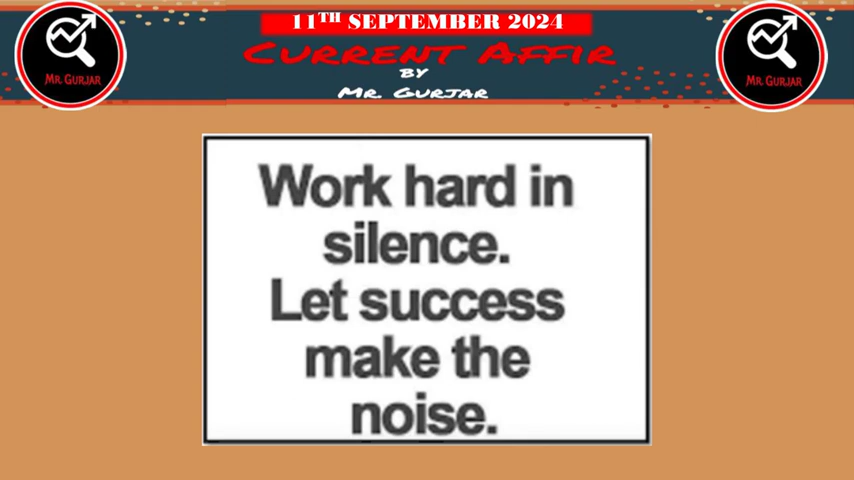 11TH SEPTEMBER 2024
CURRENT AFFIR
BY
MR. GURJAR
MR. GURJAR
MR. GURJAR
Work hard in
silence.
Let success
make the
noise.